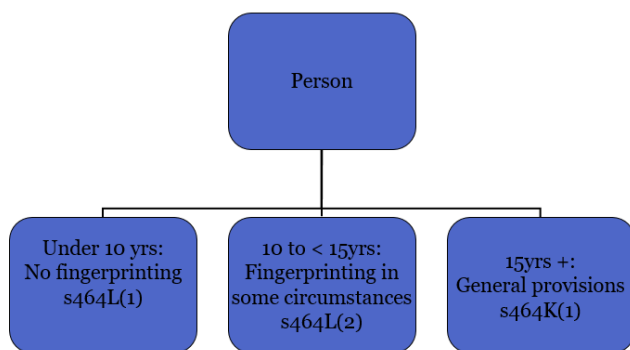 Person
Under 10 yrs:
No fingerprinting
s464L(1)
10 to < 15yrs:
Fingerprinting in
some circumstances
s464L(2)
15yrs +:
General provisions
s464K(1)